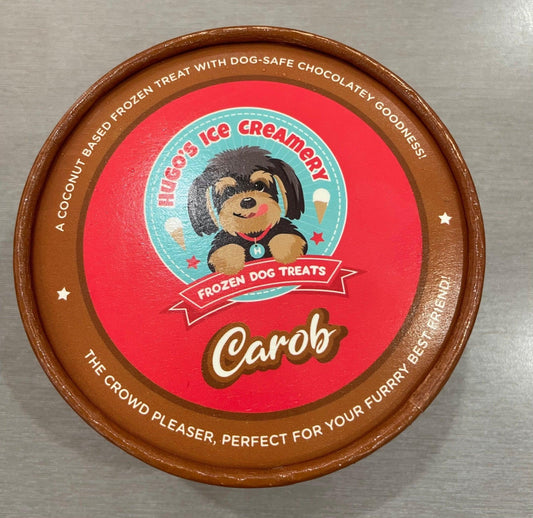 A COCONUT BASED FROZEN TREAT WITH DOG-SAFE CHOCOLATEY GOODNESS!
HUGO'S ICE CREAMERY
H
FROZEN DOG TREATS
Carob
THE CROWD PLEASER, PERFECT FOR YOUR FURRRY BEST FRIEND!